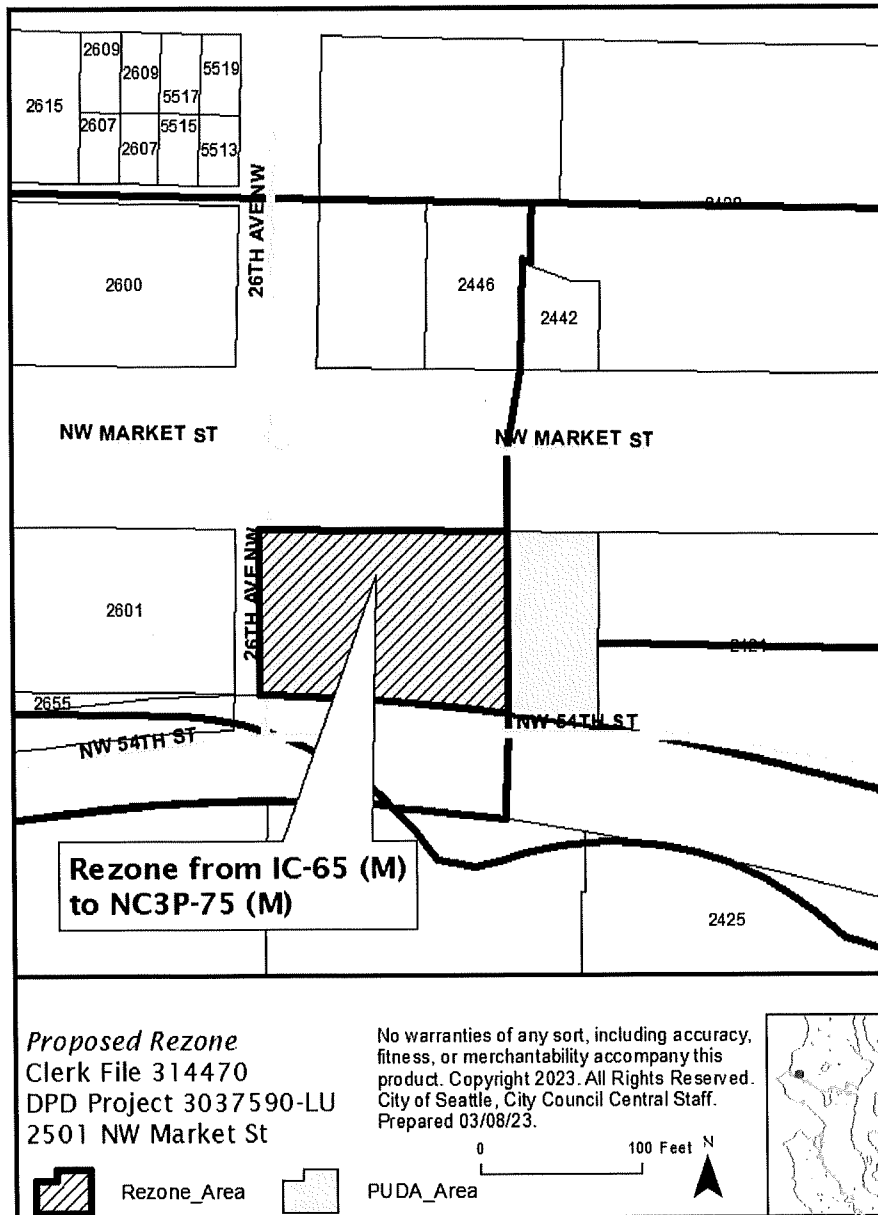 2609
2609
5519
2615
5517
2607
5515
2607
5513
26TH AVE NW
2600
2446
2442
NW MARKET ST
NW MARKET ST
26TH AVE NW
2601
2421
2655
NW 54TH ST
NW 54TH ST
Rezone from IC-65 (M)
to NC3P-75 (M)
2425
Proposed Rezone
Clerk File 314470
DPD Project 3037590-LU
2501 NW Market St
No warranties of any sort, including accuracy,
fitness, or merchantability accompany this
product. Copyright 2023. All Rights Reserved.
City of Seattle, City Council Central Staff.
Prepared 03/08/23.
0 100 Feet N
Rezone_Area
PUDA_Area